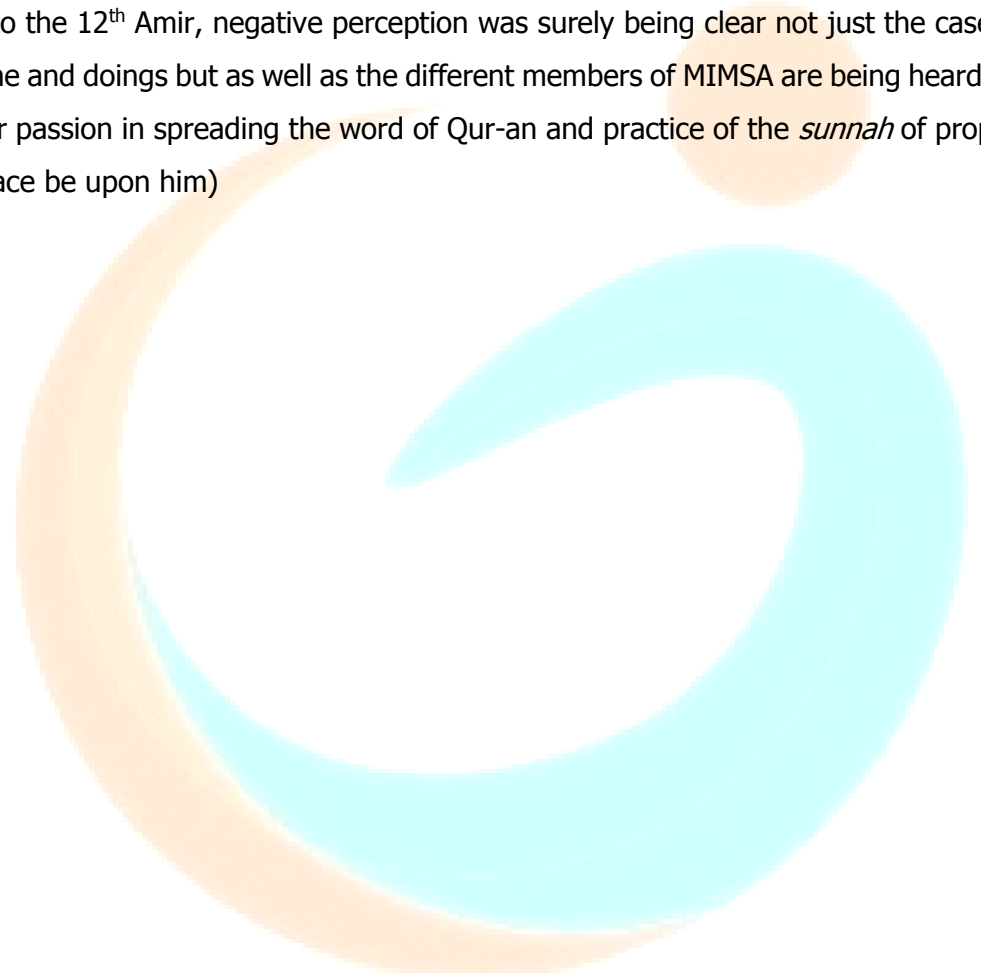 o the 12th Amir, negative perception was surely being clear not just the case
ne and doings but as well as the different members of MIMSA are being heard
r passion in spreading the word of Qur-an and practice of the sunnah of prop
ace be upon him)